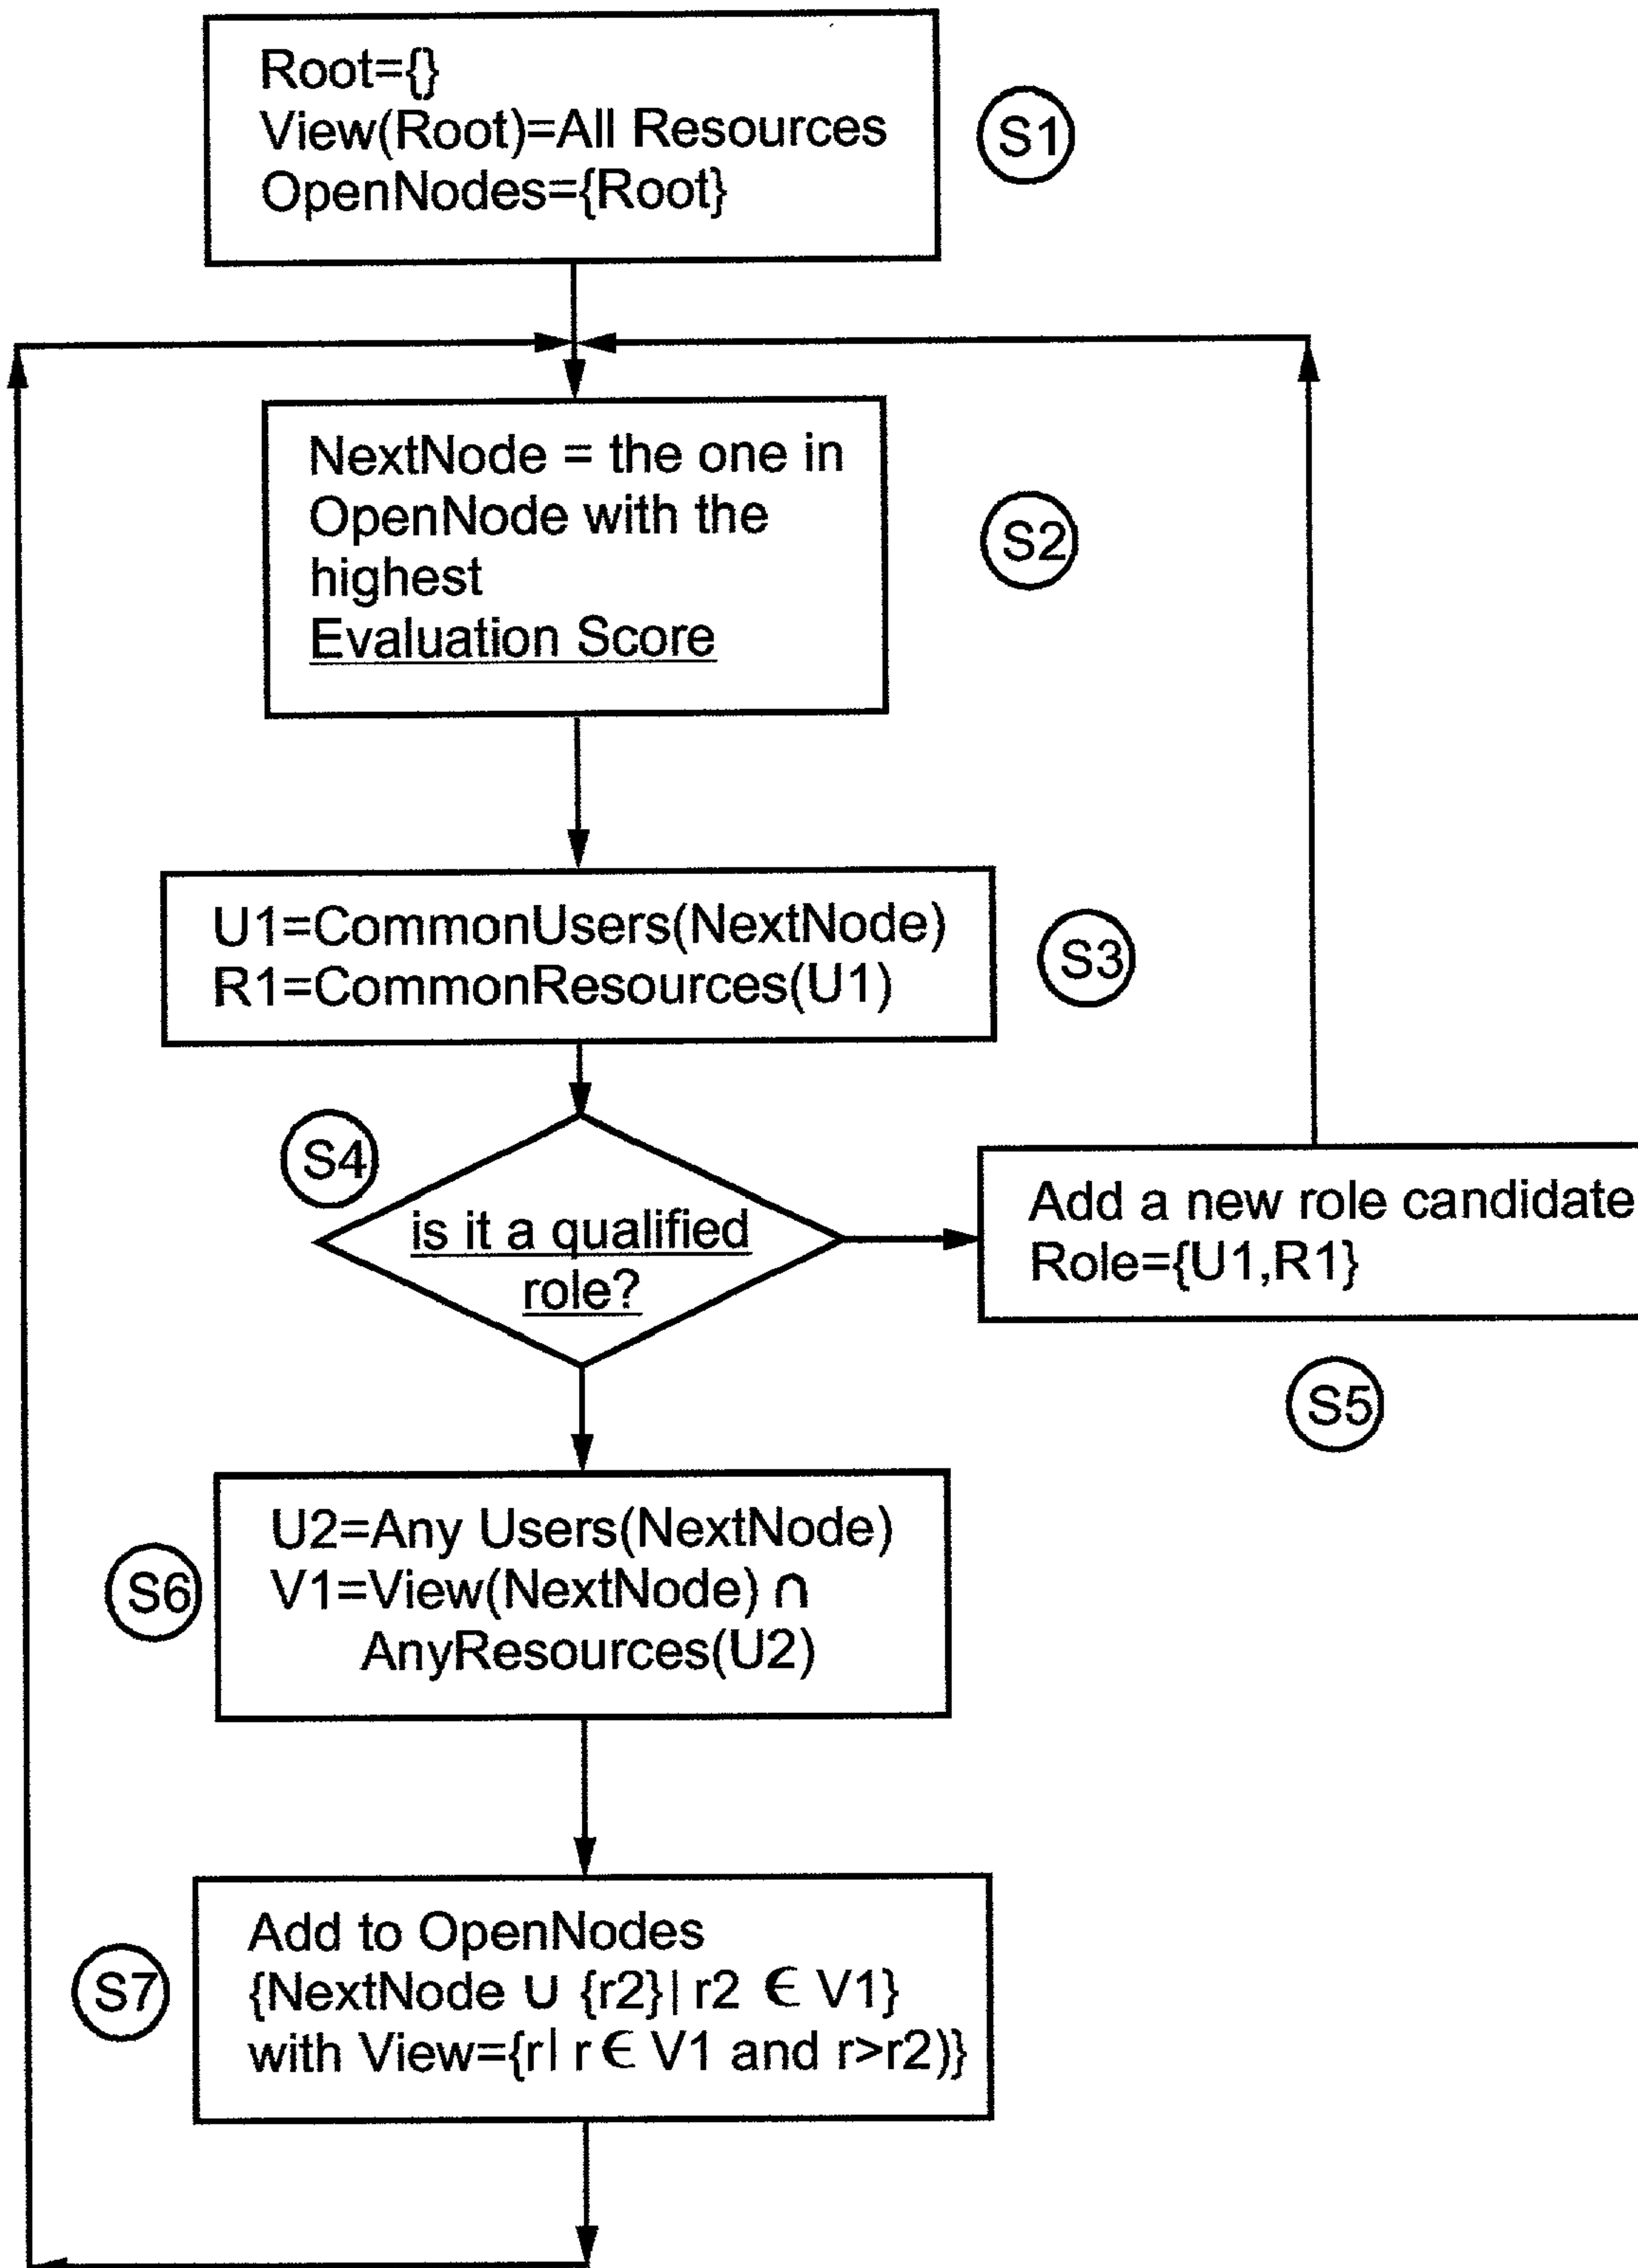 Root={}
View(Root)=All Resources
OpenNodes={Root}
S1
NextNode = the one in
OpenNode with the
highest
Evaluation Score
S2
U1=CommonUsers(NextNode)
R1=CommonResources(U1)
S3
S4
is it a qualified
role?
Add a new role candidate
Role={U1,R1}
S5
U2=Any Users(NextNode)
V1=View(NextNode) ∩
AnyResources(U2)
S6
Add to OpenNodes
{NextNode ∪ {r2}| r2 ∈ V1}
with View={r| r ∈ V1 and r>r2)}
S7